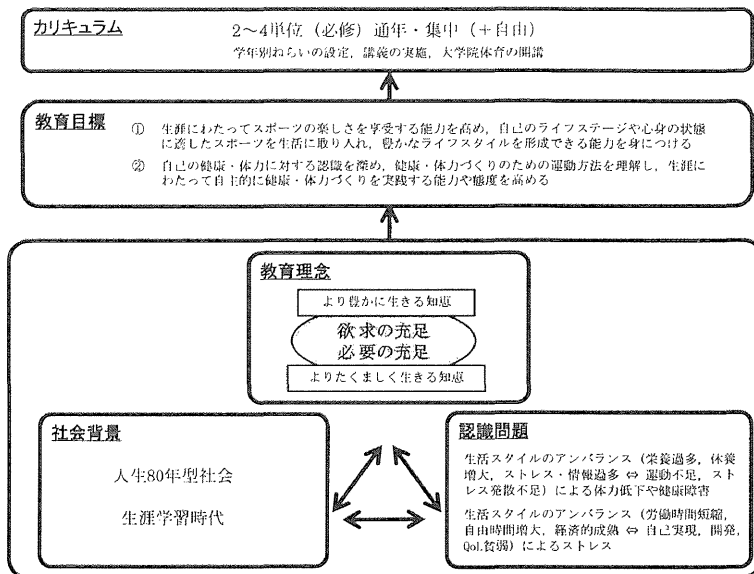 カリキュラム
2～4単位（必修）通年・集中（＋自由）
学年別ねらいの設定，講義の実施，大学院体育の開講
教育目標
① 生涯にわたってスポーツの楽しさを享受する能力を高め，自己のライフステージや心身の状態
に適したスポーツを生活に取り入れ，豊かなライフスタイルを形成できる能力を身につける
② 自己の健康・体力に対する認識を深め，健康・体力づくりのための運動方法を理解し，生涯に
わたって自主的に健康・体力づくりを実践する能力や態度を高める
教育理念
より豊かに生きる知恵
欲求の充足
必要の充足
よりたくましく生きる知恵
社会背景
人生80年型社会
生涯学習時代
認識問題
生活スタイルのアンバランス（栄養過多，休養
増大，ストレス・情報過多 ⇔ 運動不足，スト
レス発散不足）による体力低下や健康障害
生活スタイルのアンバランス（労働時間短縮，
自由時間増大，経済的成熟 ⇔ 自己実現，開発，
QoL貧弱）によるストレス